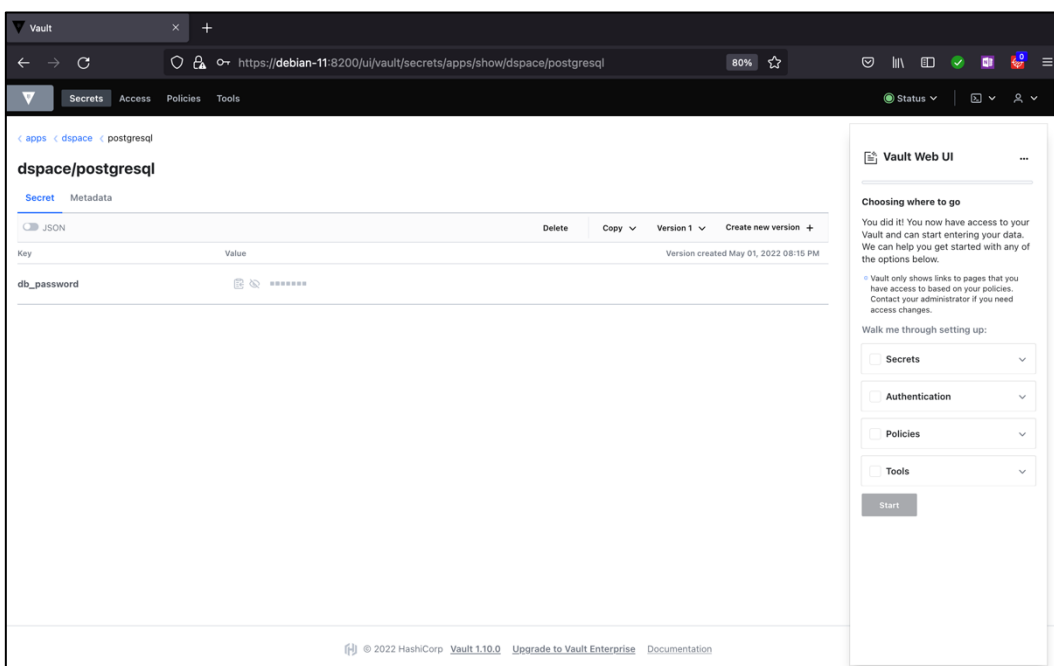 Vault
https://debian-11:8200/ui/vault/secrets/apps/show/dspace/postgresql 80%
Secrets Access Policies Tools Status
apps dspace postgresql
dspace/postgresql
Secret Metadata
JSON Delete Copy Version 1 Create new version +
Key Value Version created May 01, 2022 08:15 PM
db_password
Vault Web UI
Choosing where to go
You did it! You now have access to your
Vault and can start entering your data.
We can help you get started with any of
the options below.
Vault only shows links to pages that you
have access to based on your policies.
Contact your administrator if you need
access changes.
Walk me through setting up:
Secrets
Authentication
Policies
Tools
Start
© 2022 HashiCorp Vault 1.10.0 Upgrade to Vault Enterprise Documentation